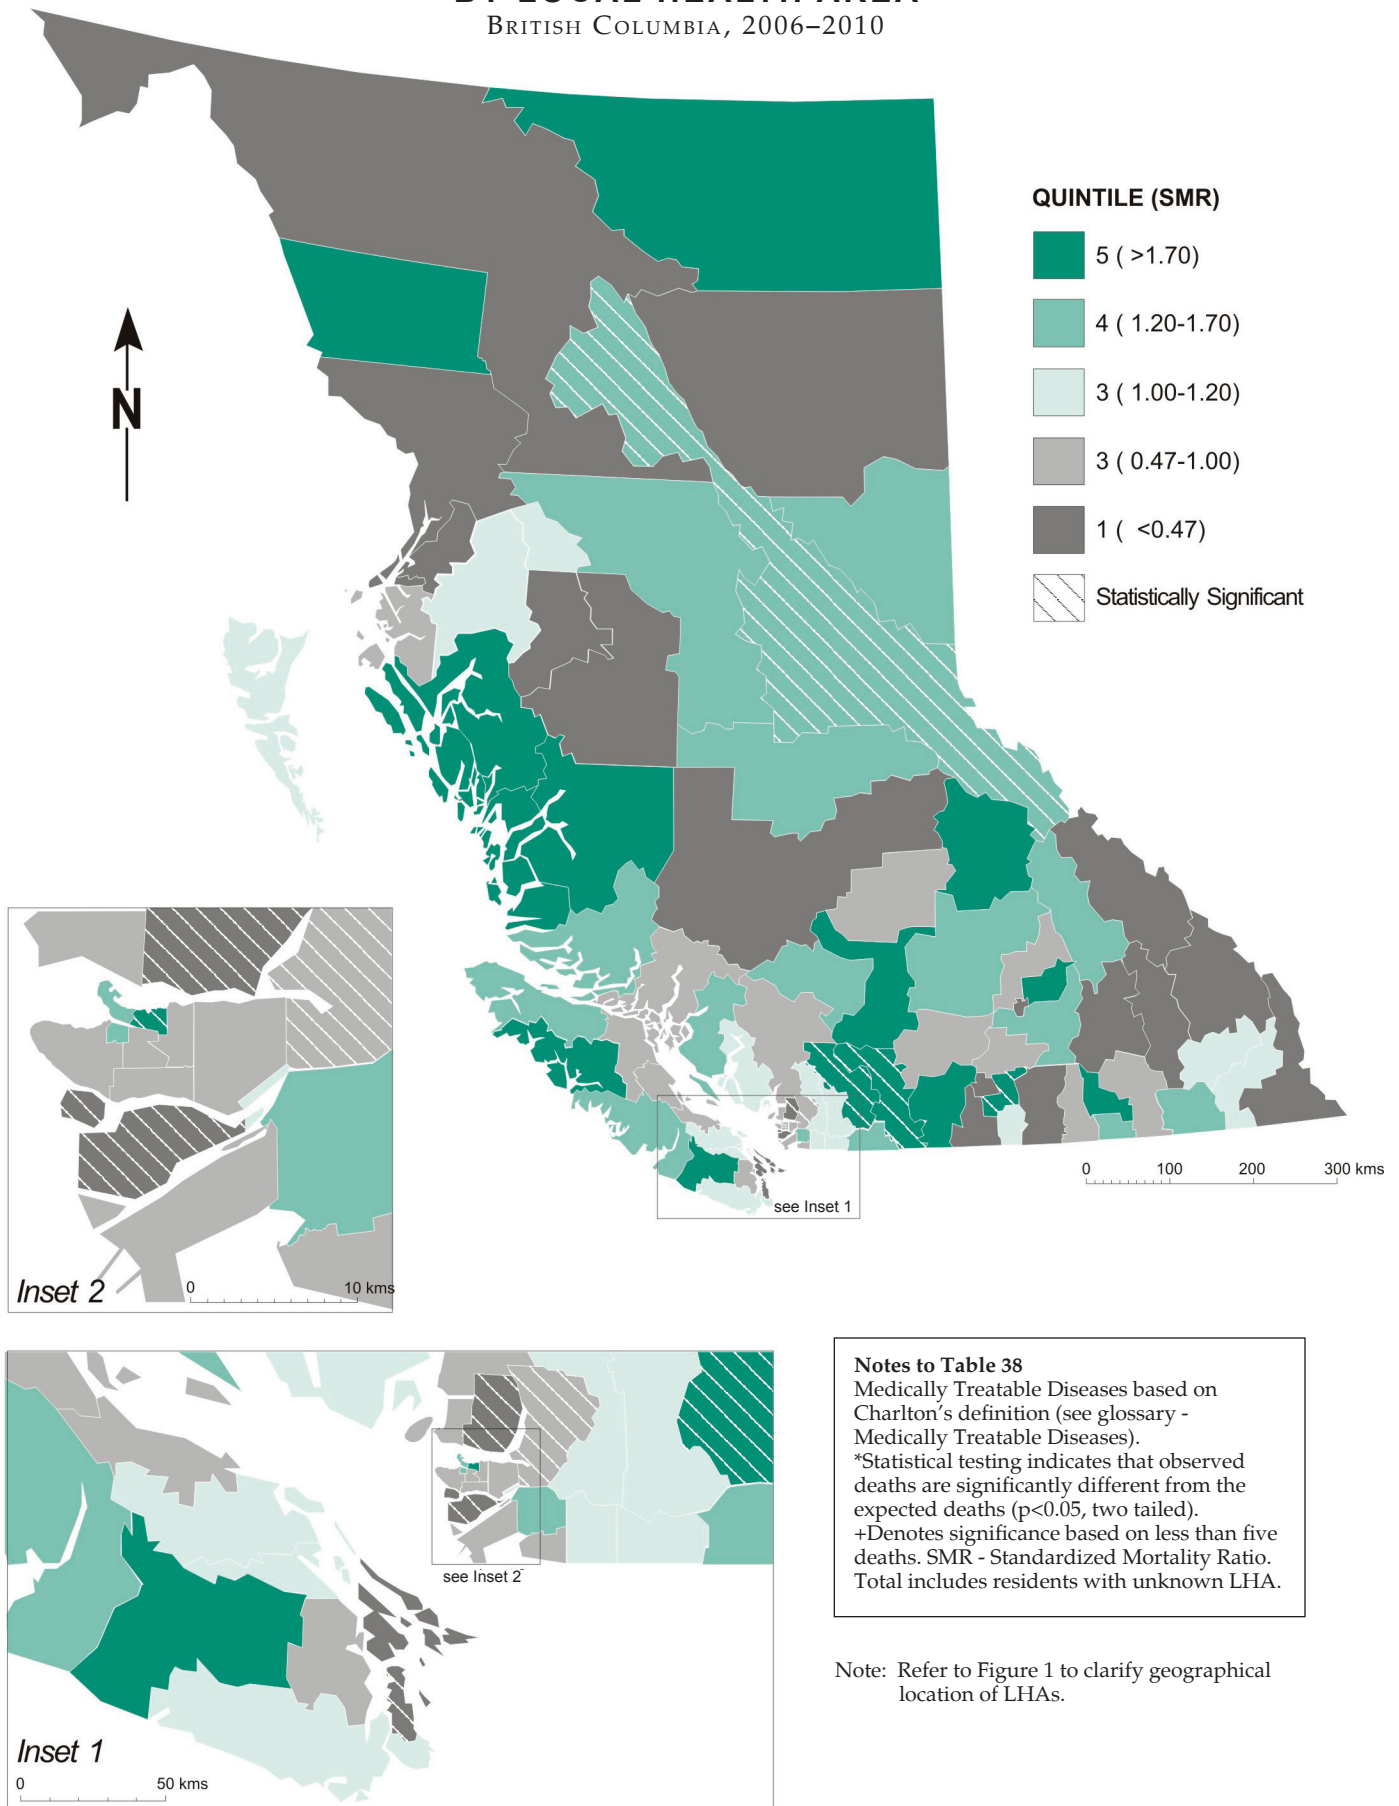 BRITISH COLUMBIA, 2006–2010
QUINTILE (SMR)
5 ( >1.70)
4 ( 1.20-1.70)
3 ( 1.00-1.20)
3 ( 0.47-1.00)
1 ( <0.47)
Statistically Significant
N
0 100 200 300 kms
see Inset 1
Inset 2
0 10 kms
see Inset 2
Inset 1
0 50 kms
Notes to Table 38
Medically Treatable Diseases based on
Charlton's definition (see glossary -
Medically Treatable Diseases).
*Statistical testing indicates that observed
deaths are significantly different from the
expected deaths (p<0.05, two tailed).
+Denotes significance based on less than five
deaths. SMR - Standardized Mortality Ratio.
Total includes residents with unknown LHA.
Note: Refer to Figure 1 to clarify geographical
location of LHAs.